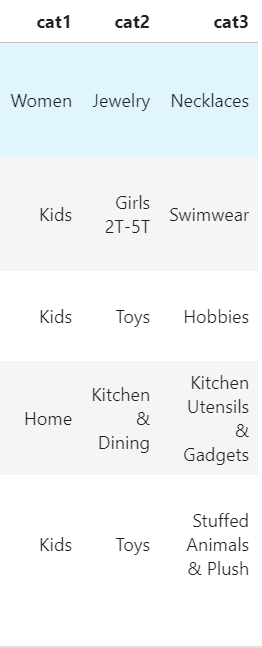 cat1 cat2 cat3
Women Jewelry Necklaces
Kids Girls 2T-5T Swimwear
Kids Toys Hobbies
Home Kitchen & Dining Kitchen Utensils & Gadgets
Kids Toys Stuffed Animals & Plush